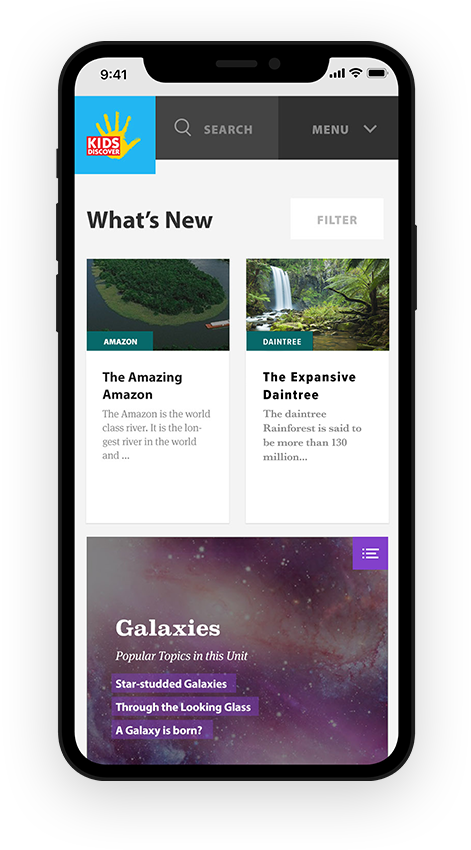 9:41
KIDS
DISCOVER
SEARCH
MENU
What's New
FILTER
AMAZON
The Amazing
Amazon
The Amazon is the world
class river. It is the lon-
gest river in the world
and ...
DAINTREE
The Expansive
Daintree
The daintree
Rainforest is said to
be more than 130
million...
Galaxies
Popular Topics in this Unit
Star-studded Galaxies
Through the Looking Glass
A Galaxy is born?